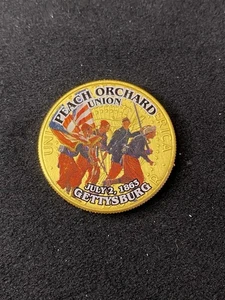 PEACH ORCHARD
UNION
JULY 2, 1863
GETTYSBURG